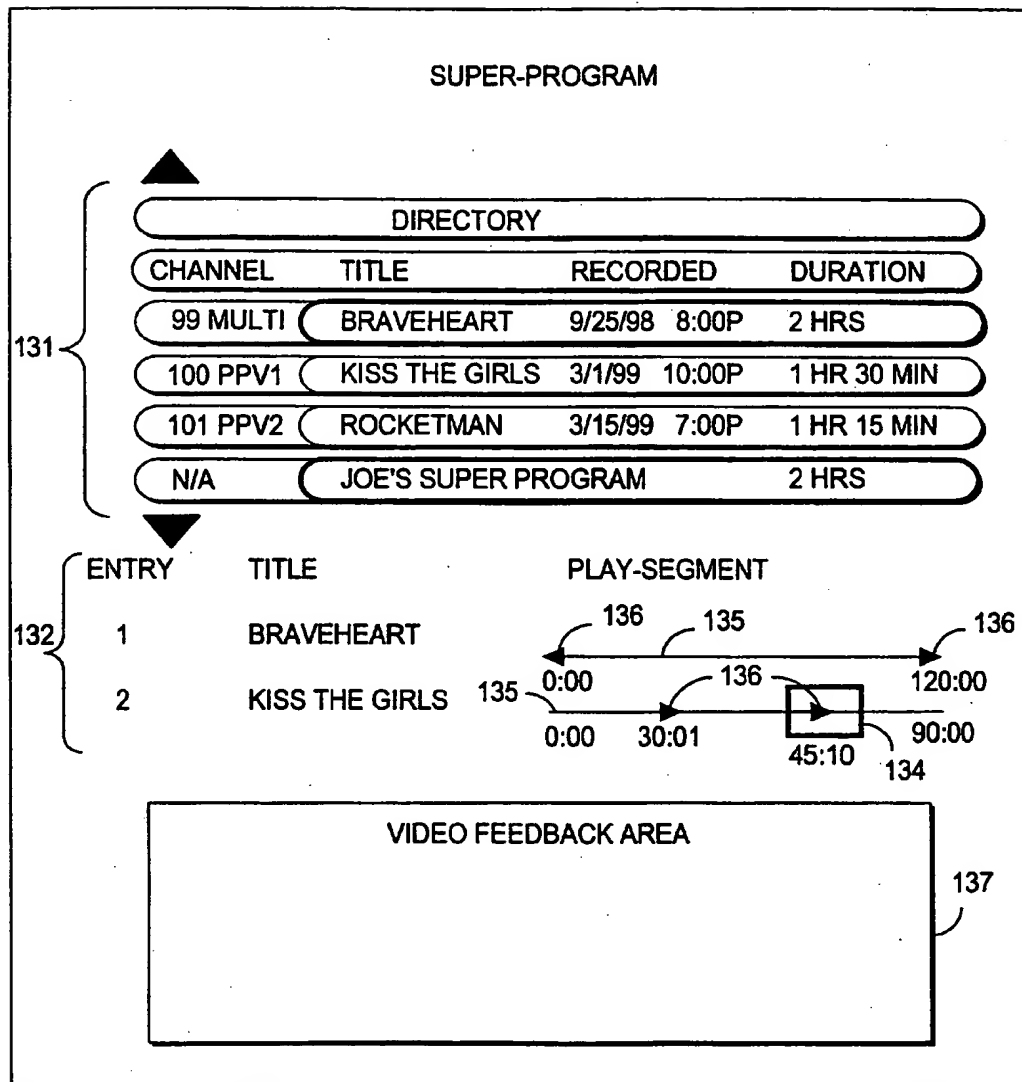 SUPER-PROGRAM
DIRECTORY
CHANNEL TITLE RECORDED DURATION
99 MULTI BRAVEHEART 9/25/98 8:00P 2 HRS
131
100 PPV1 KISS THE GIRLS 3/1/99 10:00P 1 HR 30 MIN
101 PPV2 ROCKETMAN 3/15/99 7:00P 1 HR 15 MIN
N/A JOE'S SUPER PROGRAM 2 HRS
ENTRY TITLE PLAY-SEGMENT
132 1 BRAVEHEART 136 135 136
0:00 120:00
2 KISS THE GIRLS 135 136
0:00 30:01 45:10 90:00
134
VIDEO FEEDBACK AREA
137